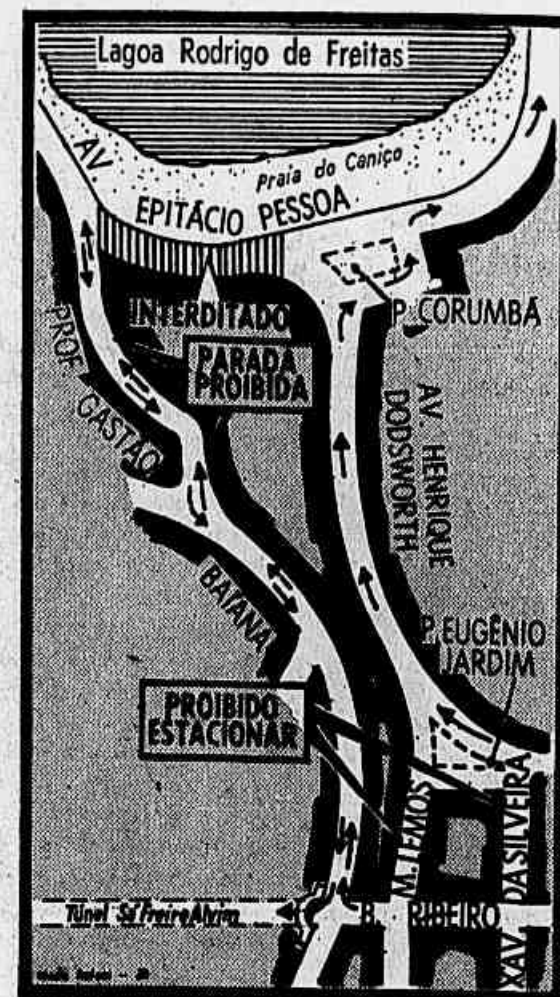 Lagoa Rodrigo de Freitas
AV. EPITÁCIO PESSOA
Praia do Caniço
INTERDITADO
P. CORUMBÁ
PARADA
PROIBIDA
PROF. GASTÃO
BAIANA
AV. HENRIQUE
DODSWORTH
P. EUGÊNIO
JARDIM
PROIBIDO
ESTACIONAR
M. LEMOS
XAV. DA SILVEIRA
Túnel Sá Freire Alvim
B. RIBEIRO